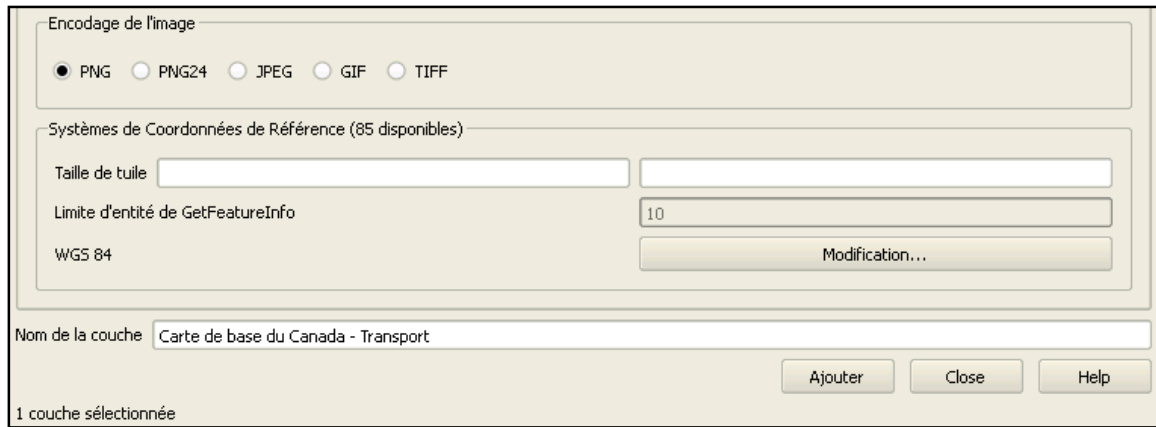 Encodage de l'image
PNG PNG24 JPEG GIF TIFF
Systèmes de Coordonnées de Référence (85 disponibles)
Taille de tuile
Limite d'entité de GetFeatureInfo 10
WGS 84 Modification...
Nom de la couche Carte de base du Canada - Transport
Ajouter Close Help
1 couche sélectionnée